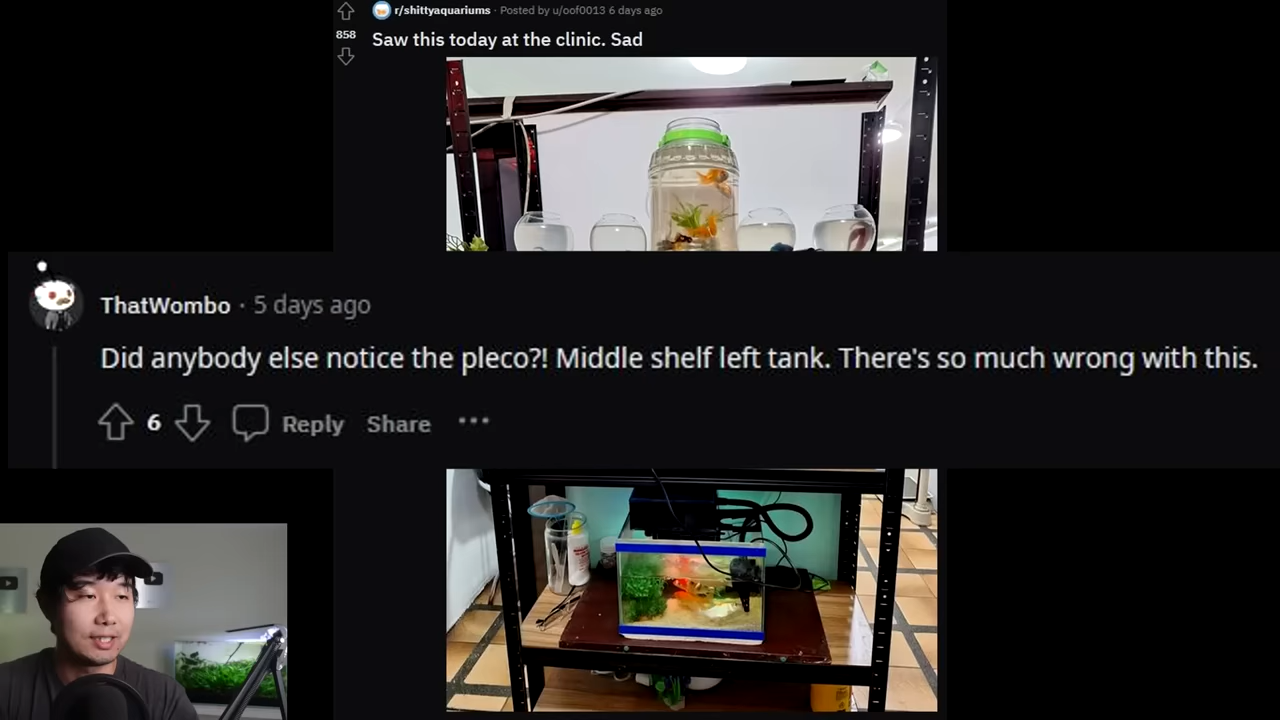 r/shittyaquariums · Posted by u/oof0013 6 days ago
858
Saw this today at the clinic. Sad
ThatWombo · 5 days ago
Did anybody else notice the pleco?! Middle shelf left tank. There's so much wrong with this.
6 Reply Share ···